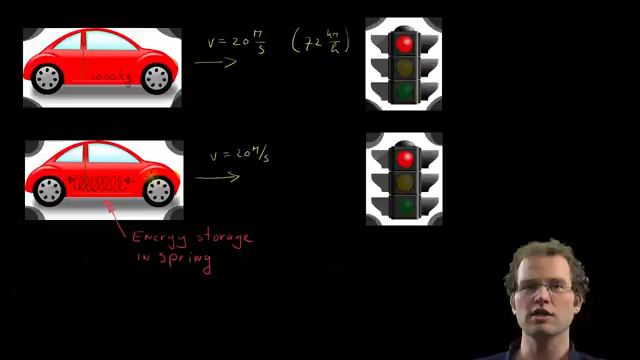 v = 20 m/s (72 km/h)
1000 kg
v = 20 m/s
Energy storage
in spring